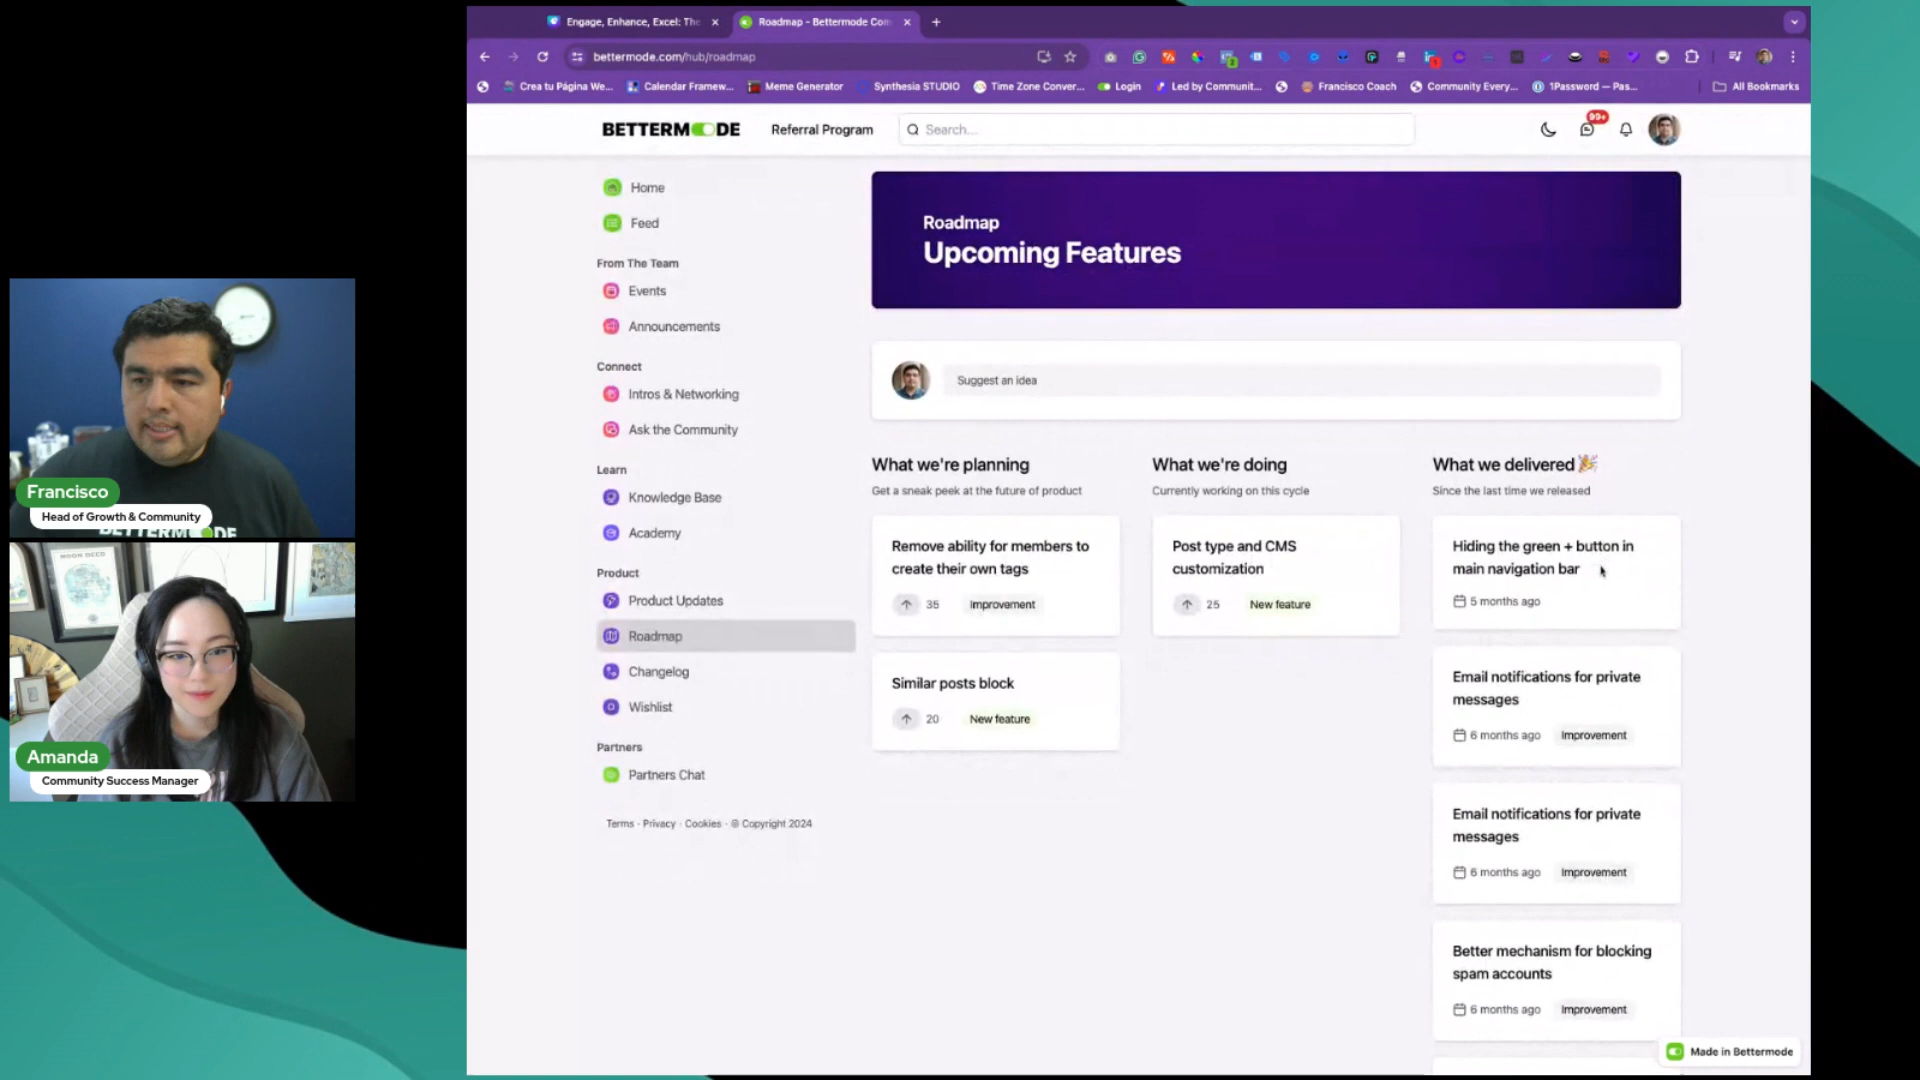 Engage, Enhance, Excel: The
Roadmap - Bettermode Com
bettermode.com/hub/roadmap
Crea tu Página We...
Calendar Framew...
Meme Generator
Synthesia STUDIO
Time Zone Conver...
Login
Led by Communit...
Francisco Coach
Community Every...
1Password — Pas...
All Bookmarks
BETTERMODE
Referral Program
Search...
99+
Home
Feed
From The Team
Events
Announcements
Connect
Intros & Networking
Ask the Community
Learn
Knowledge Base
Academy
Product
Product Updates
Roadmap
Changelog
Wishlist
Partners
Partners Chat
Terms · Privacy · Cookies · © Copyright 2024
Roadmap
Upcoming Features
Suggest an idea
What we're planning
Get a sneak peek at the future of product
Remove ability for members to
create their own tags
35 Improvement
Similar posts block
20 New feature
What we're doing
Currently working on this cycle
Post type and CMS
customization
25 New feature
What we delivered 🎉
Since the last time we released
Hiding the green + button in
main navigation bar
5 months ago
Email notifications for private
messages
6 months ago Improvement
Email notifications for private
messages
6 months ago Improvement
Better mechanism for blocking
spam accounts
6 months ago Improvement
Made in Bettermode
Francisco
Head of Growth & Community
BETTERMODE
MOON DEED
Amanda
Community Success Manager